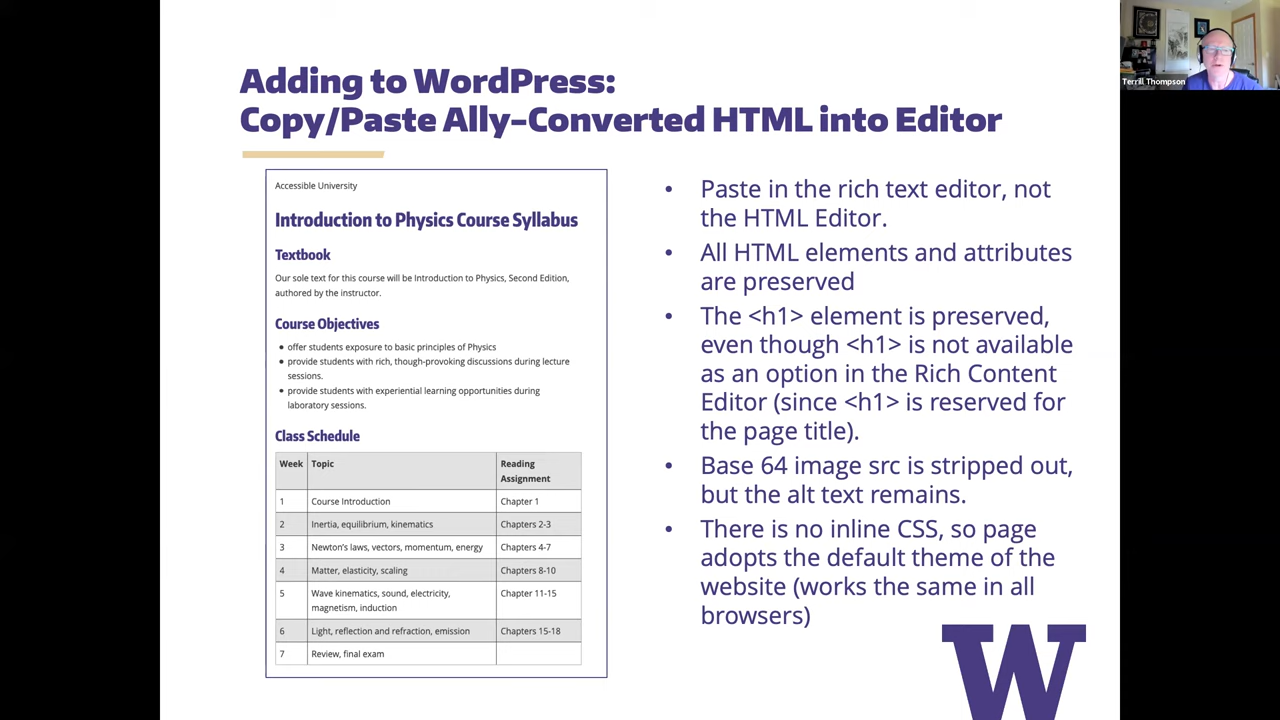 Terrill Thompson
Adding to WordPress:
Copy/Paste Ally-Converted HTML into Editor
Accessible University
Introduction to Physics Course Syllabus
Textbook
Our sole text for this course will be Introduction to Physics, Second Edition,
authored by the instructor.
Course Objectives
• offer students exposure to basic principles of Physics
• provide students with rich, though-provoking discussions during lecture
sessions.
• provide students with experiential learning opportunities during
laboratory sessions.
Class Schedule
Week Topic Reading
Assignment
1 Course Introduction Chapter 1
2 Inertia, equilibrium, kinematics Chapters 2-3
3 Newton's laws, vectors, momentum, energy Chapters 4-7
4 Matter, elasticity, scaling Chapters 8-10
5 Wave kinematics, sound, electricity, Chapter 11-15
magnetism, induction
6 Light, reflection and refraction, emission Chapters 15-18
7 Review, final exam
• Paste in the rich text editor, not
the HTML Editor.
• All HTML elements and attributes
are preserved
• The <h1> element is preserved,
even though <h1> is not available
as an option in the Rich Content
Editor (since <h1> is reserved for
the page title).
• Base 64 image src is stripped out,
but the alt text remains.
• There is no inline CSS, so page
adopts the default theme of the
website (works the same in all
browsers)
W